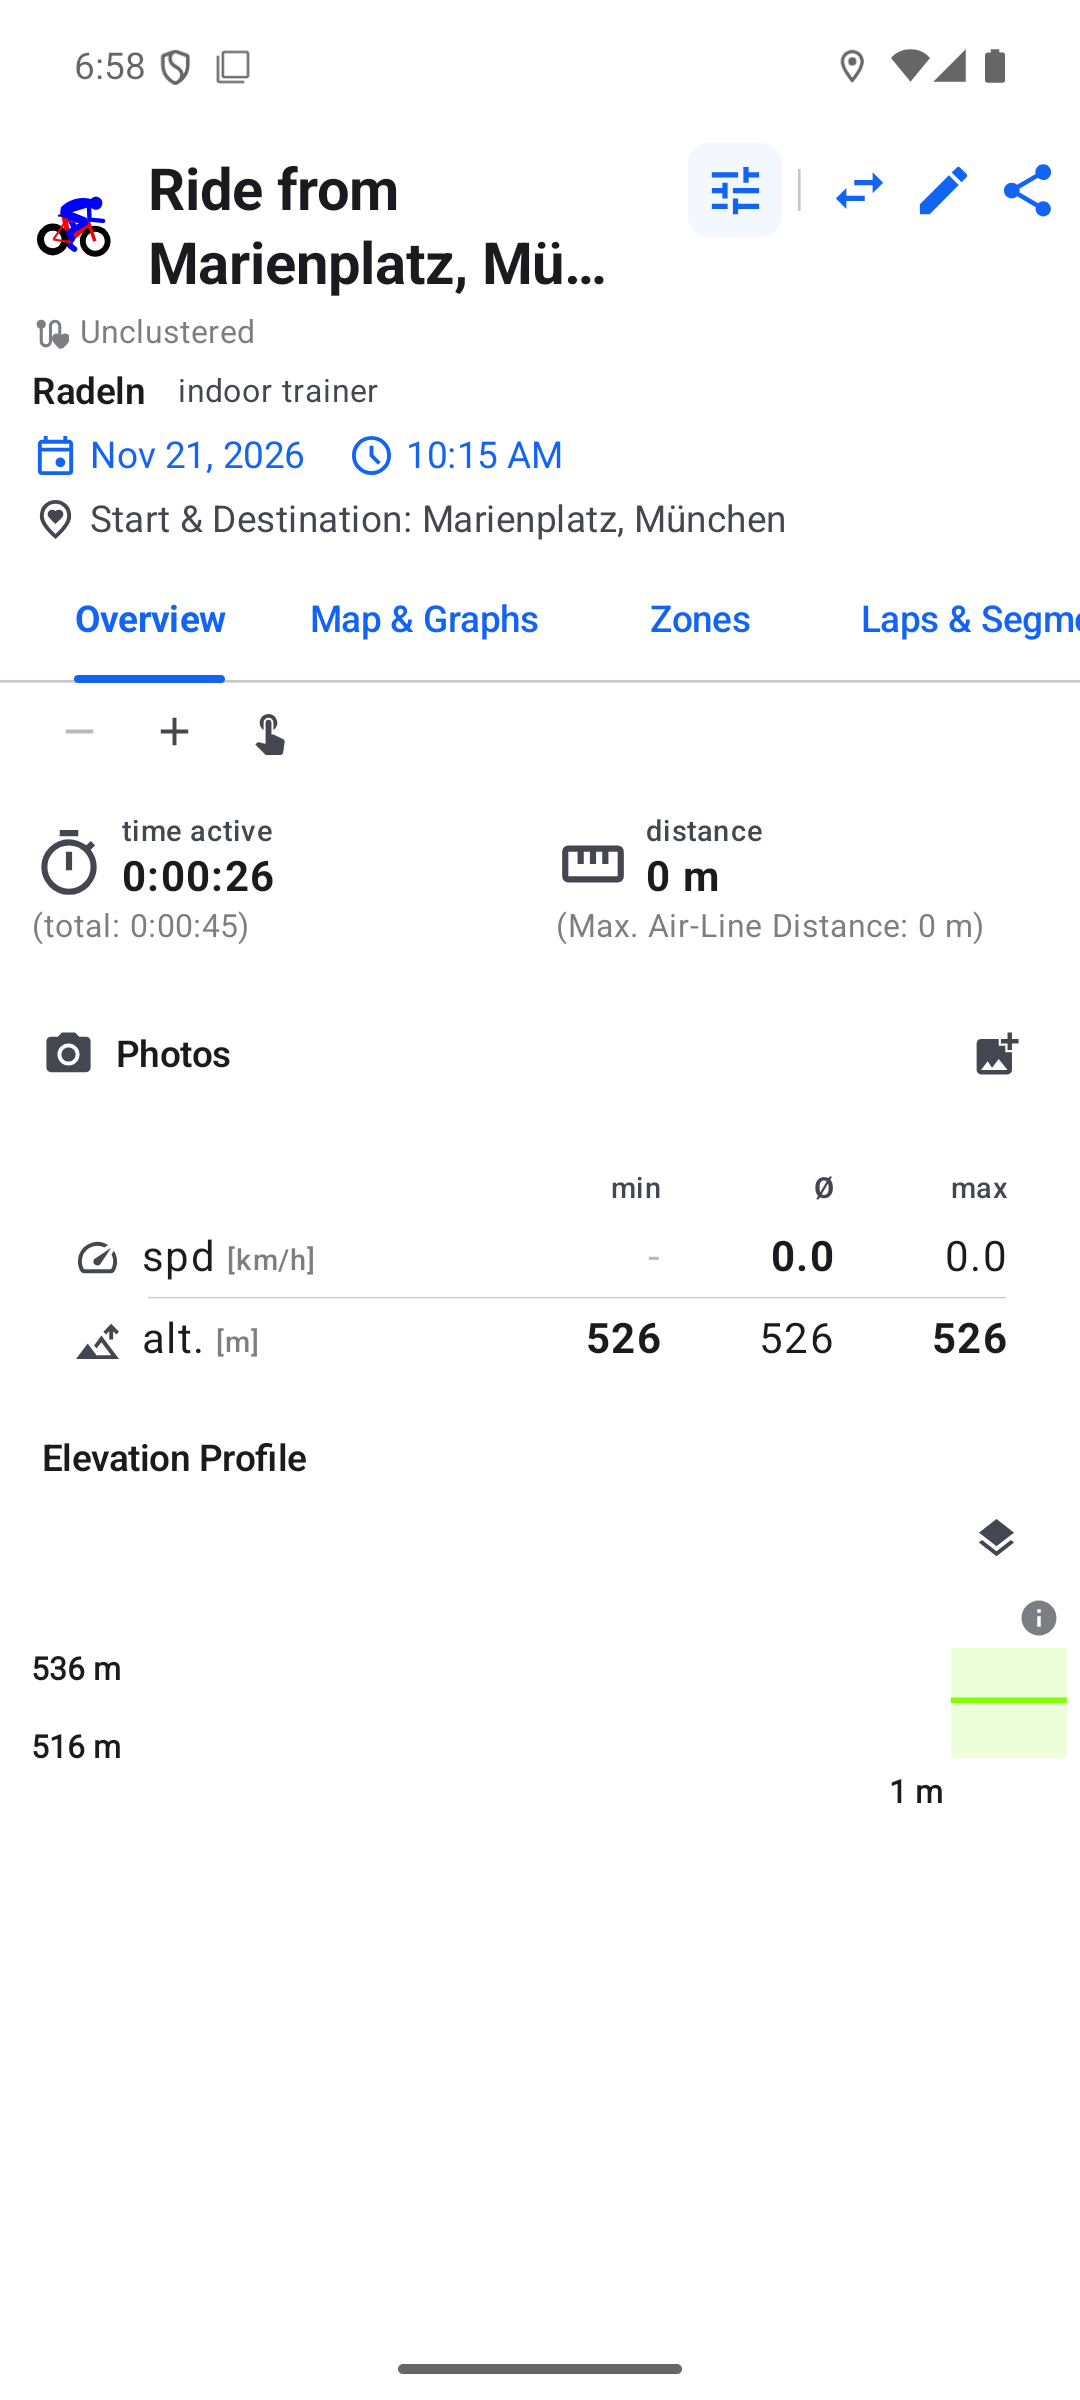 6:58
Ride from
Marienplatz, Mü...
Unclustered
Radeln indoor trainer
Nov 21, 2026 10:15 AM
Start & Destination: Marienplatz, München
Overview Map & Graphs Zones Laps & Segme
time active distance
0:00:26 0 m
(total: 0:00:45) (Max. Air-Line Distance: 0 m)
Photos
min Ø max
spd [km/h] - 0.0 0.0
alt. [m] 526 526 526
Elevation Profile
536 m
516 m
1 m